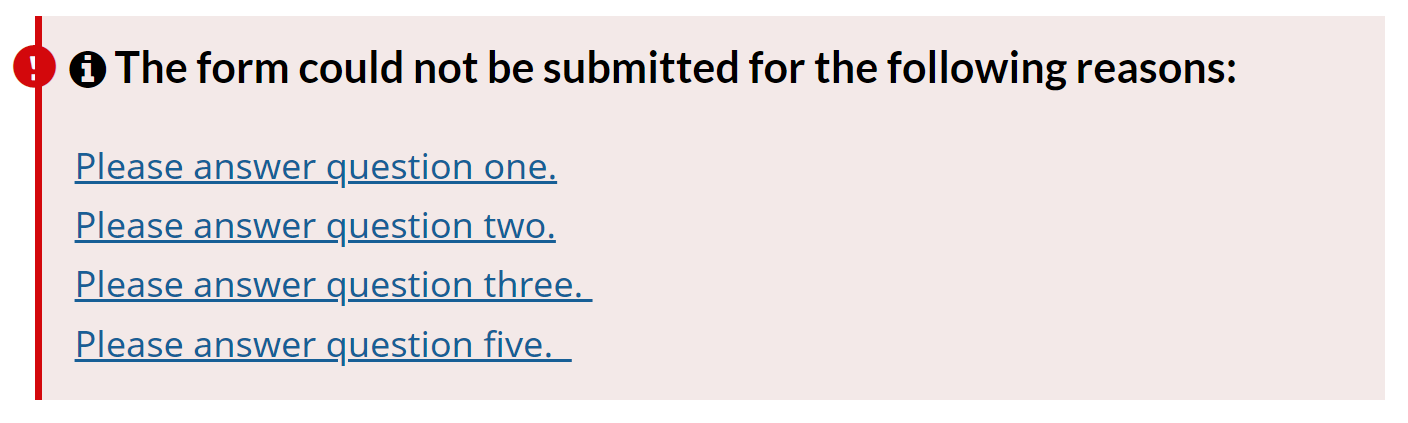 The form could not be submitted for the following reasons:
Please answer question one.
Please answer question two.
Please answer question three.
Please answer question five.